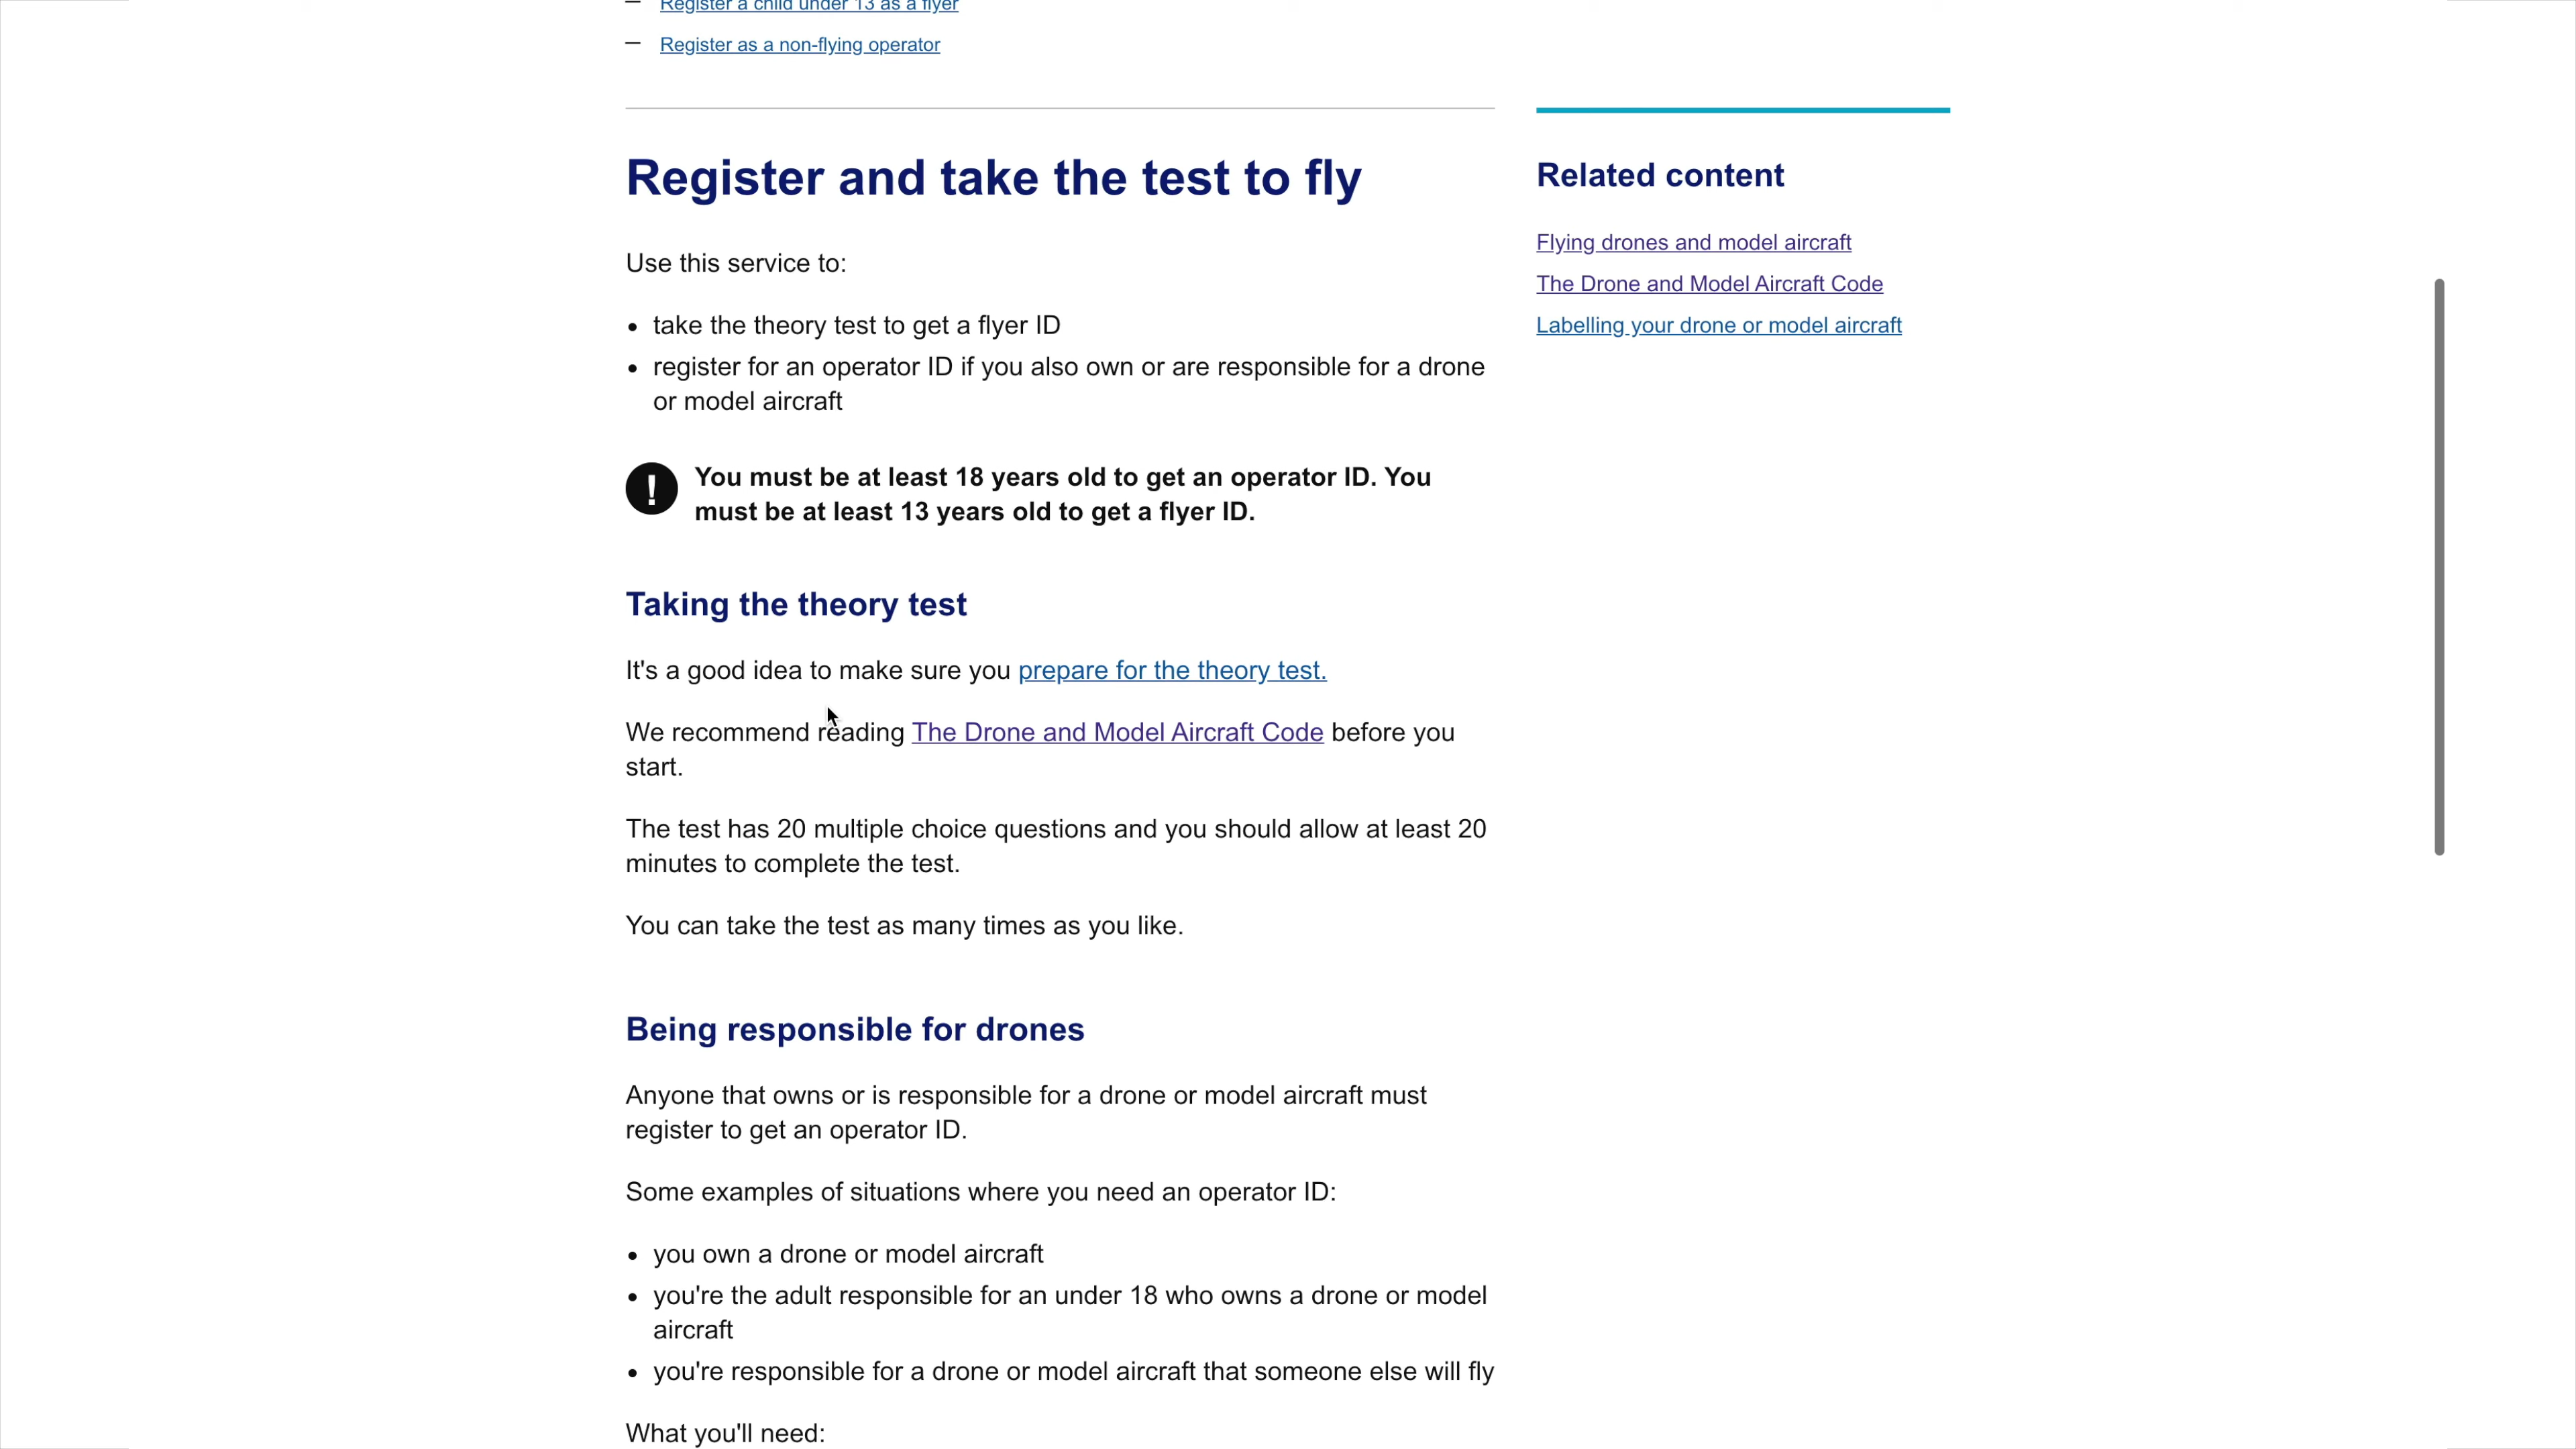 Register a child under 13 as a flyer
Register as a non-flying operator
Register and take the test to fly
Use this service to:
take the theory test to get a flyer ID
register for an operator ID if you also own or are responsible for a drone
or model aircraft
You must be at least 18 years old to get an operator ID. You
must be at least 13 years old to get a flyer ID.
Taking the theory test
It's a good idea to make sure you prepare for the theory test.
We recommend reading The Drone and Model Aircraft Code before you
start.
The test has 20 multiple choice questions and you should allow at least 20
minutes to complete the test.
You can take the test as many times as you like.
Being responsible for drones
Anyone that owns or is responsible for a drone or model aircraft must
register to get an operator ID.
Some examples of situations where you need an operator ID:
you own a drone or model aircraft
you're the adult responsible for an under 18 who owns a drone or model
aircraft
you're responsible for a drone or model aircraft that someone else will fly
What you'll need:
Related content
Flying drones and model aircraft
The Drone and Model Aircraft Code
Labelling your drone or model aircraft